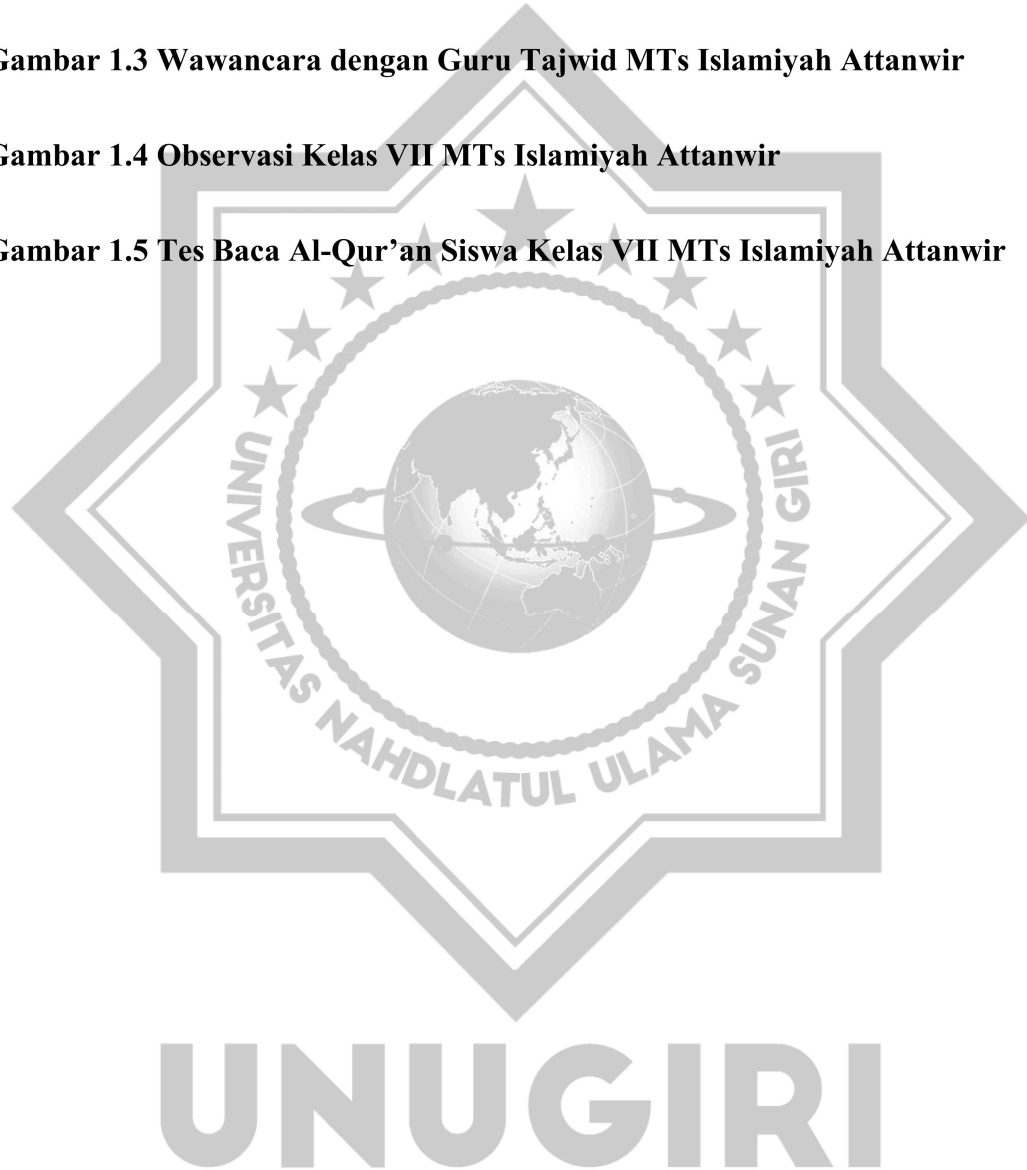 Gambar 1.3 Wawancara dengan Guru Tajwid MTs Islamiyah Attanwir
Gambar 1.4 Observasi Kelas VII MTs Islamiyah Attanwir
Gambar 1.5 Tes Baca Al-Qur’an Siswa Kelas VII MTs Islamiyah Attanwir
UNIVERSITAS NAHDLATUL ULAMA SUNAN GIRI
UNUGIRI